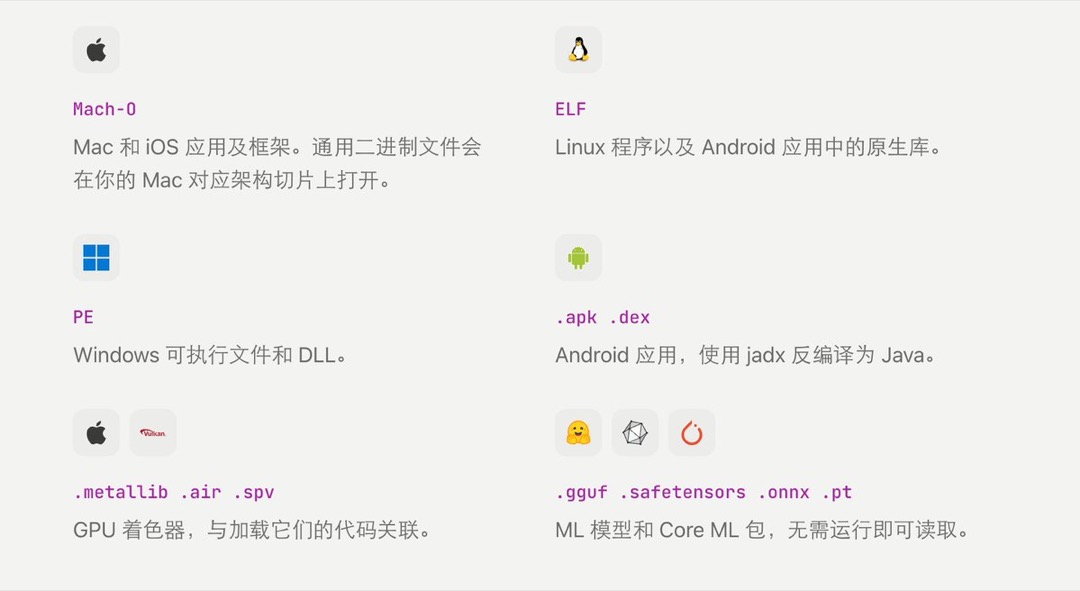 Mach-O
Mac 和 iOS 应用及框架。通用二进制文件会
在你的 Mac 对应架构切片上打开。
ELF
Linux 程序以及 Android 应用中的原生库。
PE
Windows 可执行文件和 DLL。
.apk .dex
Android 应用，使用 jadx 反编译为 Java。
Vulkan
.metallib .air .spv
GPU 着色器，与加载它们的代码关联。
.gguf .safetensors .onnx .pt
ML 模型和 Core ML 包，无需运行即可读取。